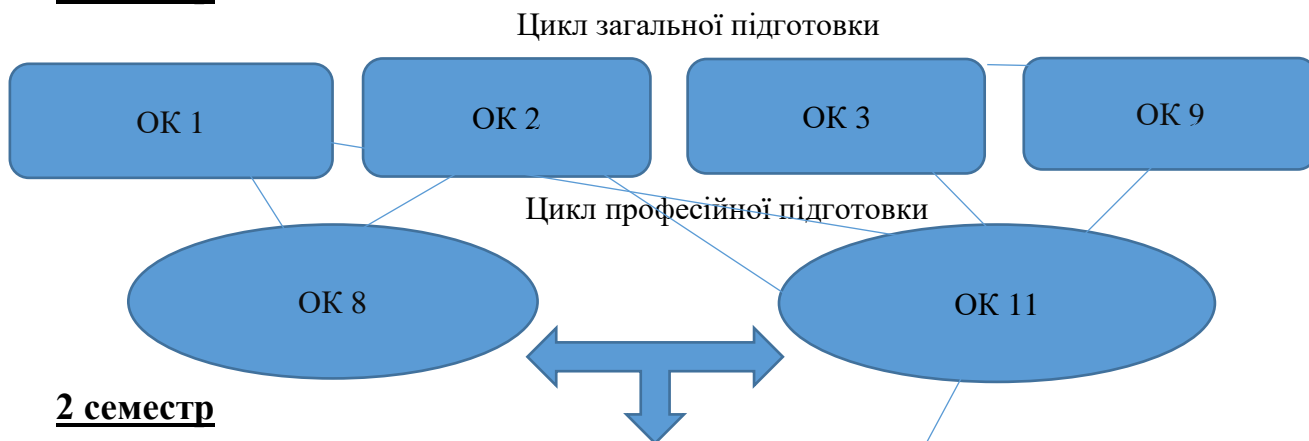 Цикл загальної підготовки
ОК 1
ОК 2
ОК 3
ОК 9
Цикл професійної підготовки
ОК 8
ОК 11
2 семестр